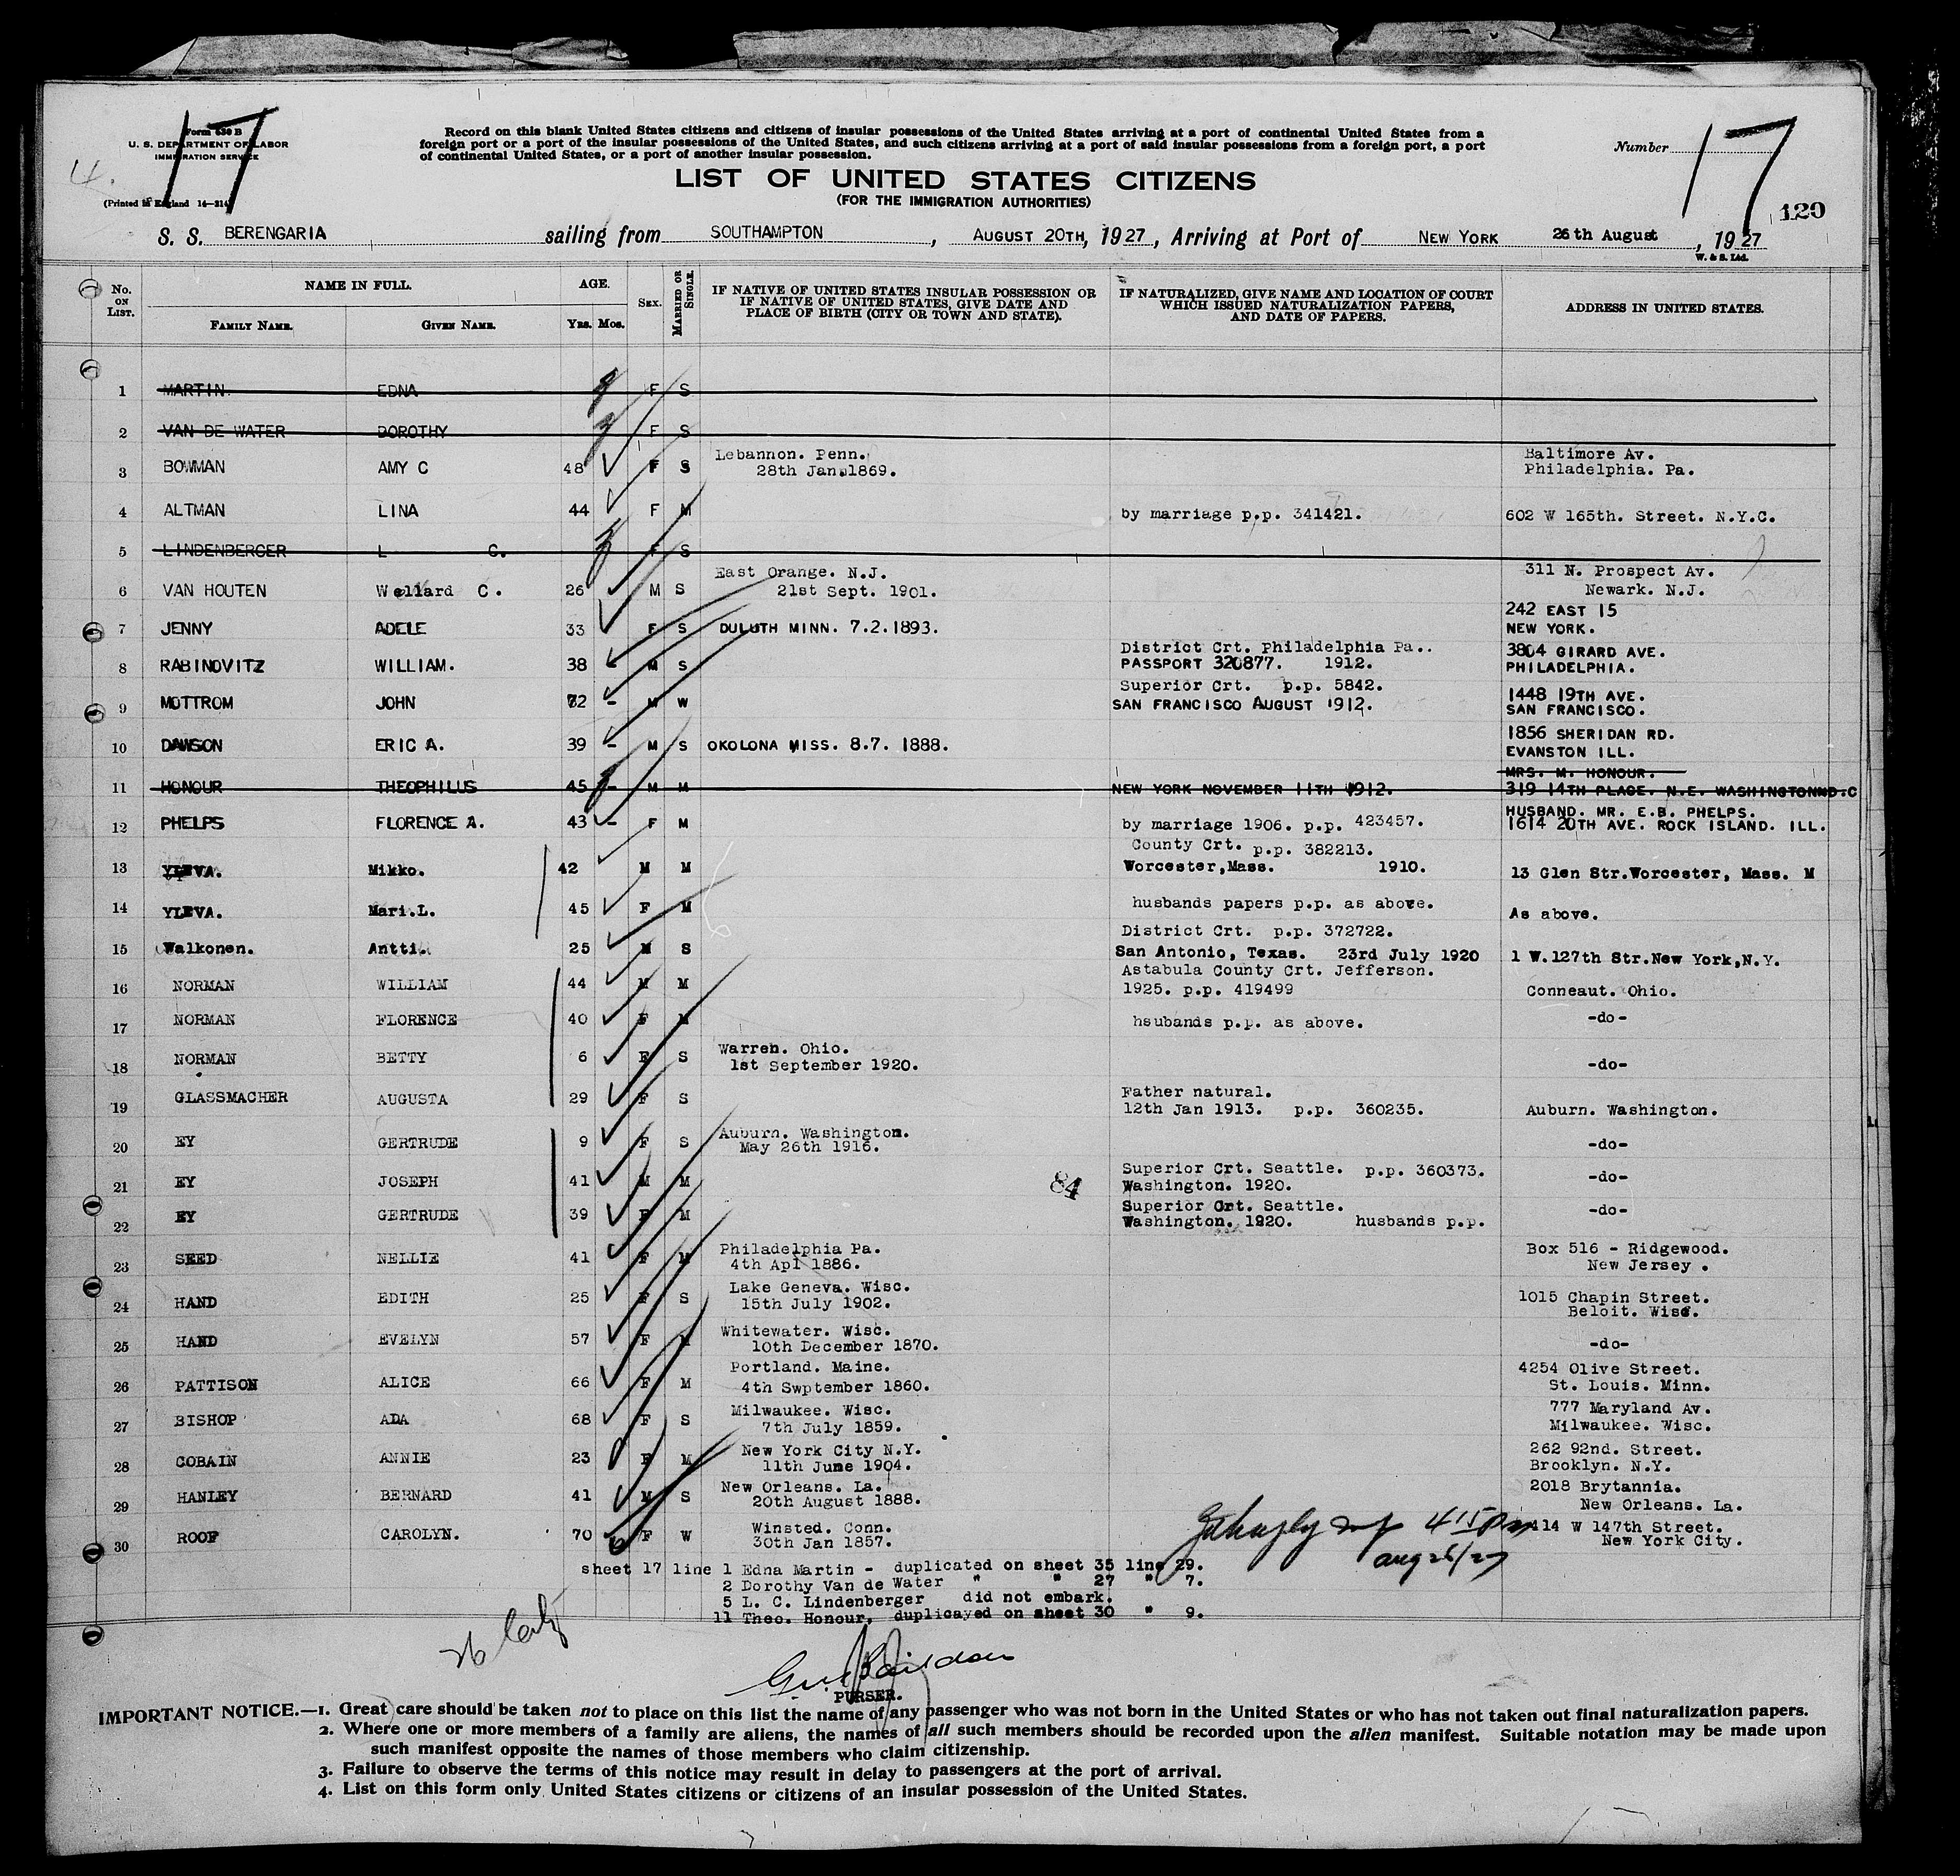 17
Form 630 B
U. S. DEPARTMENT OF LABOR
IMMIGRATION SERVICE
4.
(Printed in England 14—214)
Record on this blank United States citizens and citizens of insular possessions of the United States arriving at a port of continental United States from a
foreign port or a port of the insular possessions of the United States, and such citizens arriving at a port of said insular possessions from a foreign port, a port
of continental United States, or a port of another insular possession.
Number 17
120
LIST OF UNITED STATES CITIZENS
(FOR THE IMMIGRATION AUTHORITIES)
S. S. BERENGARIA sailing from SOUTHAMPTON, AUGUST 20TH, 1927, Arriving at Port of NEW YORK 26th August, 1927
W. & S. Ltd.
No. ON LIST. NAME IN FULL. FAMILY NAME. GIVEN NAME. AGE. YRS. MOS. SEX. MARRIED OR SINGLE. IF NATIVE OF UNITED STATES INSULAR POSSESSION OR IF NATIVE OF UNITED STATES, GIVE DATE AND PLACE OF BIRTH (CITY OR TOWN AND STATE). IF NATURALIZED, GIVE NAME AND LOCATION OF COURT WHICH ISSUED NATURALIZATION PAPERS, AND DATE OF PAPERS. ADDRESS IN UNITED STATES.
1 MARTIN. EDNA F S
2 VAN DE WATER DOROTHY F S
3 BOWMAN AMY C 48 F S Lebannon. Penn. 28th Jan.1869. Baltimore Av. Philadelphia. Pa.
4 ALTMAN LINA 44 F M by marriage p.p. 341421. 602 W 165th. Street. N.Y.C.
5 LINDENBERGER L C. F S
6 VAN HOUTEN Wellard C. 26 M S East Orange. N.J. 21st Sept. 1901. 311 N. Prospect Av. Newark. N.J.
7 JENNY ADELE 33 F S DULUTH MINN. 7.2.1893. 242 EAST 15 NEW YORK.
8 RABINOVITZ WILLIAM. 38 - M S District Crt. Philadelphia Pa.. PASSPORT 320877. 1912. 3804 GIRARD AVE. PHILADELPHIA.
9 MOTTROM JOHN 72 - M W Superior Crt. p.p. 5842. SAN FRANCISCO AUGUST 1912. 1448 19TH AVE. SAN FRANCISCO.
10 DAWSON ERIC A. 39 - M S OKOLONA MISS. 8.7. 1888. 1856 SHERIDAN RD. EVANSTON ILL.
11 HONOUR THEOPHILUS 45 - M M NEW YORK NOVEMBER 11TH 1912. MRS. M. HONOUR. 319 14TH PLACE. N.E. WASHINGTON D.C
12 PHELPS FLORENCE A. 43 - F M by marriage 1906. p.p. 423457. HUSBAND. MR. E.B. PHELPS. 1614 20TH AVE. ROCK ISLAND. ILL.
13 YLEVA. Mikko. 42 M M County Crt. p.p. 382213. Worcester,Mass. 1910. 13 Glen Str.Worcester, Mass. M
14 YLEVA. Mari.L. 45 F M husbands papers p.p. as above. As above.
15 Walkonen. Antti. 25 M S District Crt. p.p. 372722. San Antonio, Texas. 23rd July 1920 1 W.127th Str.New York,N.Y.
16 NORMAN WILLIAM 44 M M Astabula County Crt. Jefferson. 1925. p.p. 419499 Conneaut. Ohio.
17 NORMAN FLORENCE 40 F M hsubands p.p. as above. -do-
18 NORMAN BETTY 6 F S Warren. Ohio. 1st September 1920. -do-
19 GLASSMACHER AUGUSTA 29 F S Father natural. 12th Jan 1913. p.p. 360235. Auburn. Washington.
20 EY GERTRUDE 9 F S Auburn. Washington. May 26th 1916. -do-
21 EY JOSEPH 41 M M 84 Superior Crt. Seattle. p.p. 360373. Washington. 1920. -do-
22 EY GERTRUDE 39 F M Superior Crt. Seattle. Washington. 1920. husbands p.p. -do-
23 SEED NELLIE 41 F M Philadelphia Pa. 4th Apl 1886. Box 516 - Ridgewood. New Jersey .
24 HAND EDITH 25 F S Lake Geneva. Wisc. 15th July 1902. 1015 Chapin Street. Beloit. Wisc.
25 HAND EVELYN 57 F M Whitewater. Wisc. 10th December 1870. -do-
26 PATTISON ALICE 66 F M Portland. Maine. 4th Swptember 1860. 4254 Olive Street. St. Louis. Minn.
27 BISHOP ADA 68 F S Milwaukee. Wisc. 7th July 1859. 777 Maryland Av. Milwaukee. Wisc.
28 COBAIN ANNIE 23 F M New York City N.Y. 11th June 1904. 262 92nd. Street. Brooklyn. N.Y.
29 HANLEY BERNARD 41 M S New Orleans. La. 20th August 1888. 2018 Brytannia. New Orleans. La.
30 ROOF CAROLYN. 70 F W Winsted. Conn. 30th Jan 1857. 414 W 147th Street. New York City.
4 15 Pm
aug 26/27
sheet 17 line 1 Edna Martin - duplicated on sheet 35 line 29.
2 Dorothy Van de Water " " 27 " 7.
5 L. C. Lindenberger did not embark.
11 Theo. Honour, duplicayed on sheet 30 " 9.
26
PURSER.
IMPORTANT NOTICE.—1. Great care should be taken not to place on this list the name of any passenger who was not born in the United States or who has not taken out final naturalization papers.
2. Where one or more members of a family are aliens, the names of all such members should be recorded upon the alien manifest. Suitable notation may be made upon
such manifest opposite the names of those members who claim citizenship.
3. Failure to observe the terms of this notice may result in delay to passengers at the port of arrival.
4. List on this form only United States citizens or citizens of an insular possession of the United States.